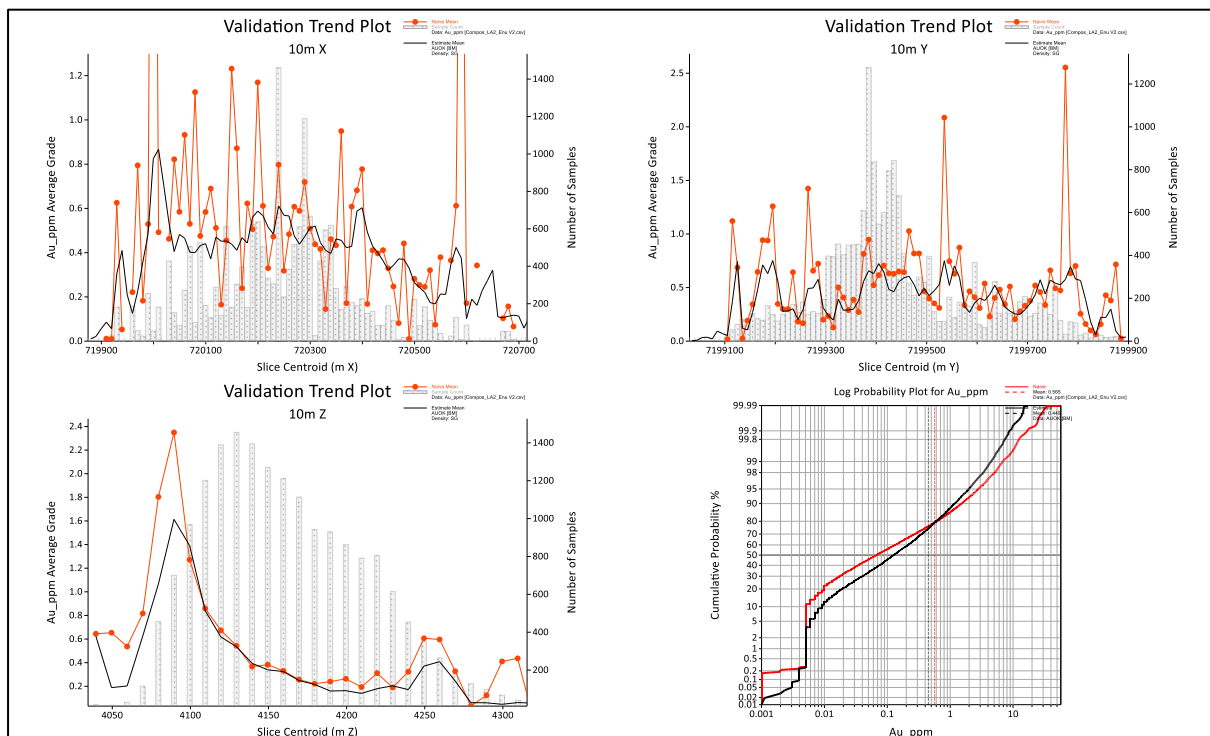 Validation Trend Plot
10m X
Naive Mean
Sample Count
Data: Au_ppm [Compos_LA2_Enu V2.csv]
Estimate Mean
AUOK [BM]
Density: SG
Au_ppm Average Grade
1.2
1.0
0.8
0.6
0.4
0.2
0.0
1400
1200
1000
800
600
400
200
0
Number of Samples
719900 720100 720300 720500 720700
Slice Centroid (m X)
Validation Trend Plot
10m Y
Naive Mean
Sample Count
Data: Au_ppm [Compos_LA2_Enu V2.csv]
Estimate Mean
AUOK [BM]
Density: SG
Au_ppm Average Grade
2.5
2.0
1.5
1.0
0.5
0.0
1200
1000
800
600
400
200
0
Number of Samples
7199100 7199300 7199500 7199700 7199900
Slice Centroid (m Y)
Validation Trend Plot
10m Z
Naive Mean
Sample Count
Data: Au_ppm [Compos_LA2_Enu V2.csv]
Estimate Mean
AUOK [BM]
Density: SG
Au_ppm Average Grade
2.4
2.2
2.0
1.8
1.6
1.4
1.2
1.0
0.8
0.6
0.4
0.2
1400
1200
1000
800
600
400
200
Number of Samples
4050 4100 4150 4200 4250 4300
Slice Centroid (m Z)
Log Probability Plot for Au_ppm
Naive
Mean: 0.565
Data: Au_ppm [Compos_LA2_Enu V2.csv]
Estimate
Data: AUOK [BM]
Cumulative Probability %
99.99
99.9
99.8
99
98
95
90
80
70
60
50
40
30
20
10
5
2
1
0.5
0.2
0.1
0.05
0.02
0.01
0.001 0.01 0.1 1 10
Au_ppm